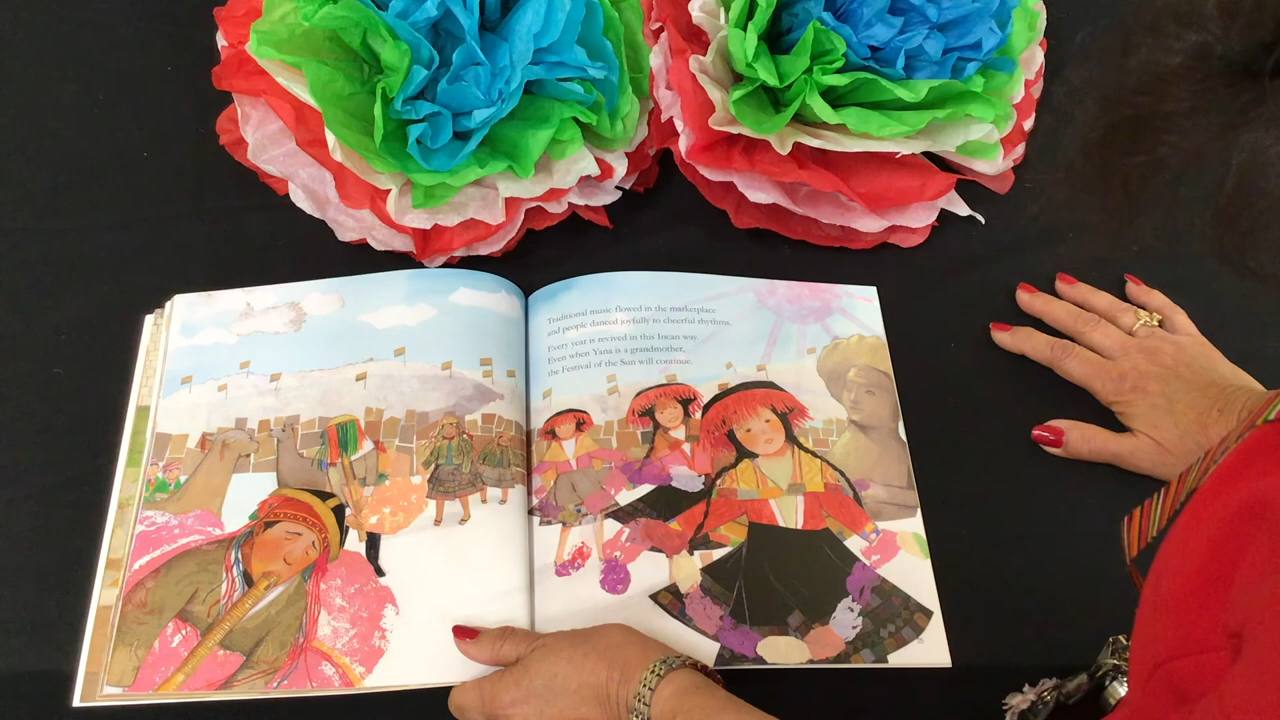 Traditional music flowed in the marketplace
and people danced joyfully to cheerful rhythms.
Every year is revived in this Incan way.
Even when Yana is a grandmother,
the Festival of the Sun will continue.